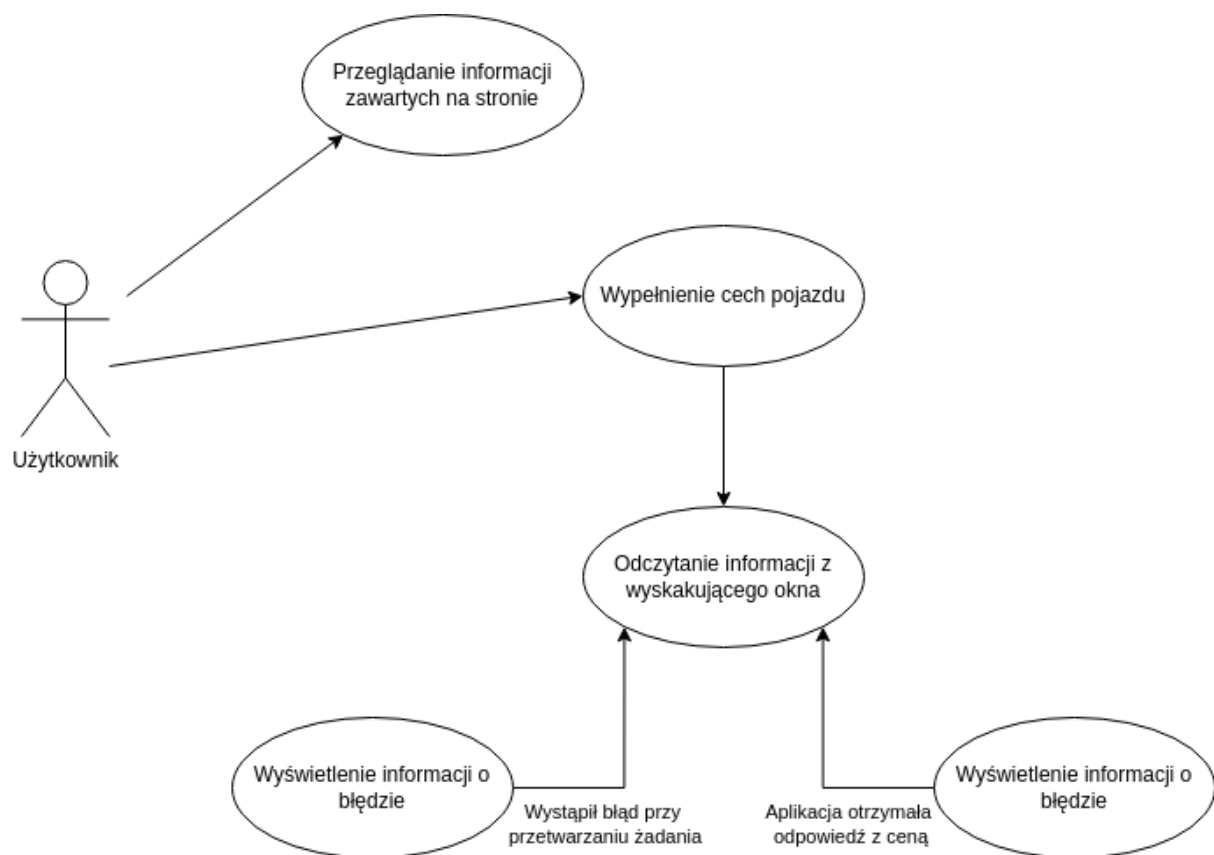 Przeglądanie informacji
zawartych na stronie
Wypełnienie cech pojazdu
Użytkownik
Odczytanie informacji z
wyskakującego okna
Wyświetlenie informacji o
błędzie
Wystąpił błąd przy
przetwarzaniu żadania
Aplikacja otrzymała
odpowiedź z ceną
Wyświetlenie informacji o
błędzie